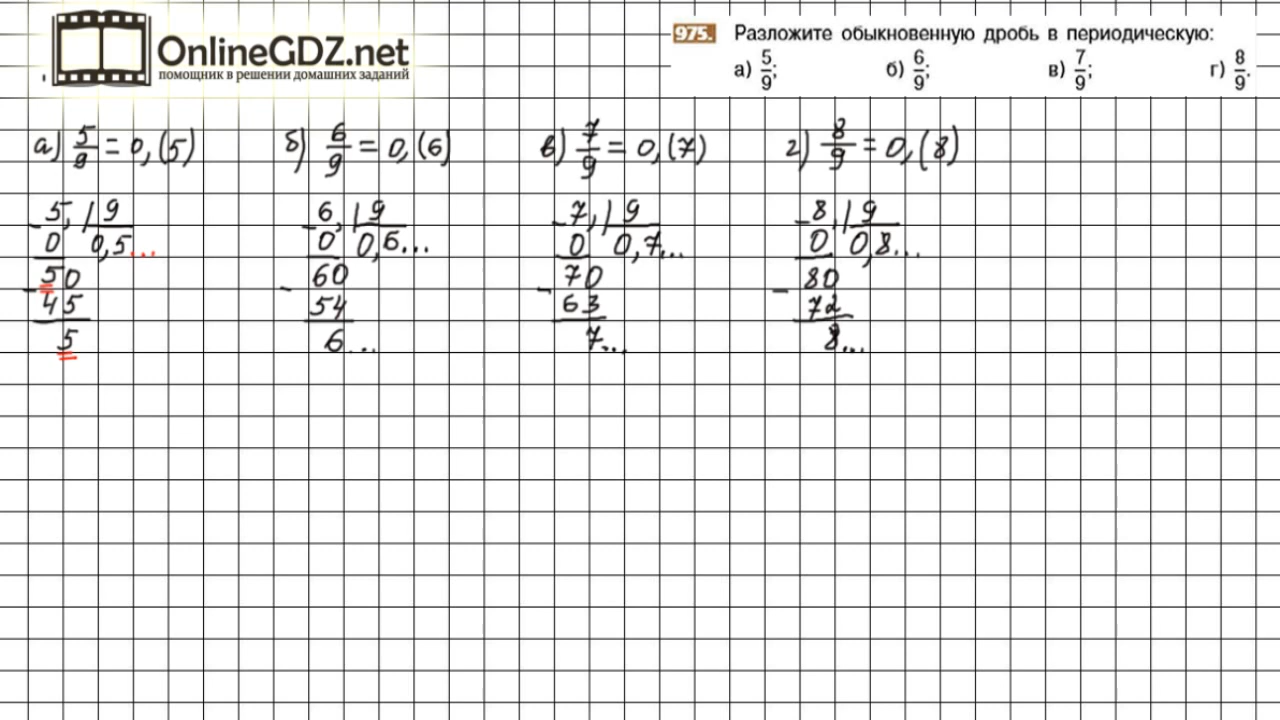 OnlineGDZ.net
помощник в решении домашних заданий
975. Разложите обыкновенную дробь в периодическую:
а) 5/9; б) 6/9; в) 7/9; г) 8/9.
а) 5/9 = 0,(5) б) 6/9 = 0,(6) в) 7/9 = 0,(7) г) 8/9 = 0,(8)
5, 9 6, 9 7, 9 8, 9
0 0,5... 0 0,6... 0 0,7... 0 0,8...
50 60 70 80
45 54 63 72
5 6... 7... 8...